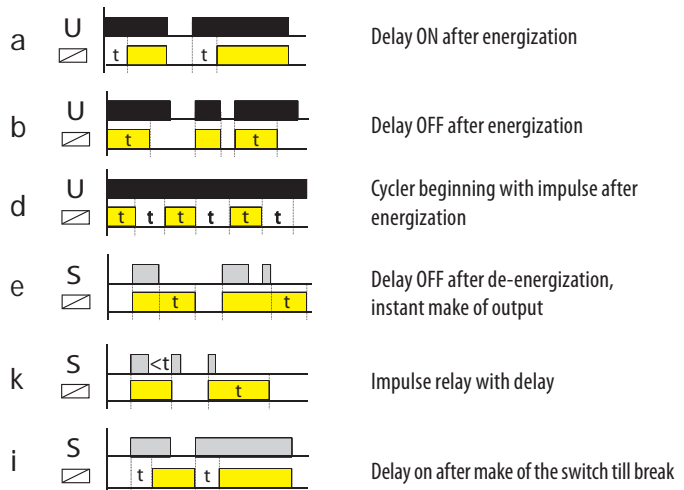 U
a
t
t
Delay ON after energization
U
b
t
t
Delay OFF after energization
U
d
t t t t t t
Cycler beginning with impulse after
energization
S
e
t
t
Delay OFF after de-energization,
instant make of output
S
k
<t
t
Impulse relay with delay
S
i
t
t
Delay on after make of the switch till break